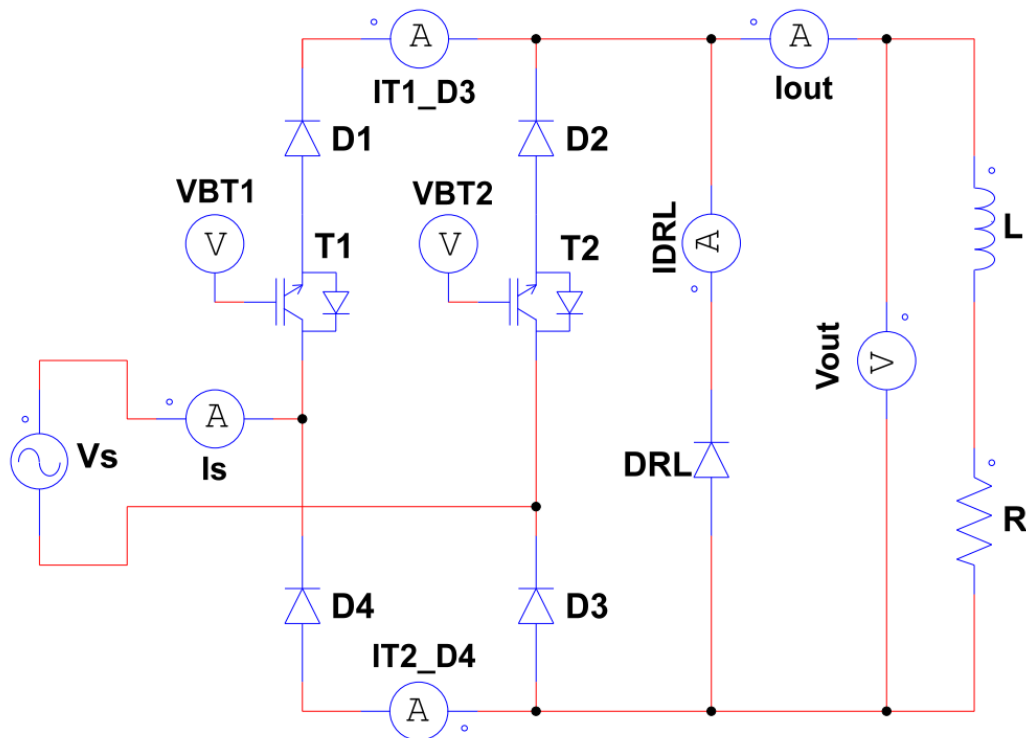 A
A
IT1_D3
Iout
D1
D2
VBT1
VBT2
V
V
T1
T2
IDRL
A
L
Vs
A
Is
Vout
V
DRL
R
D4
D3
IT2_D4
A